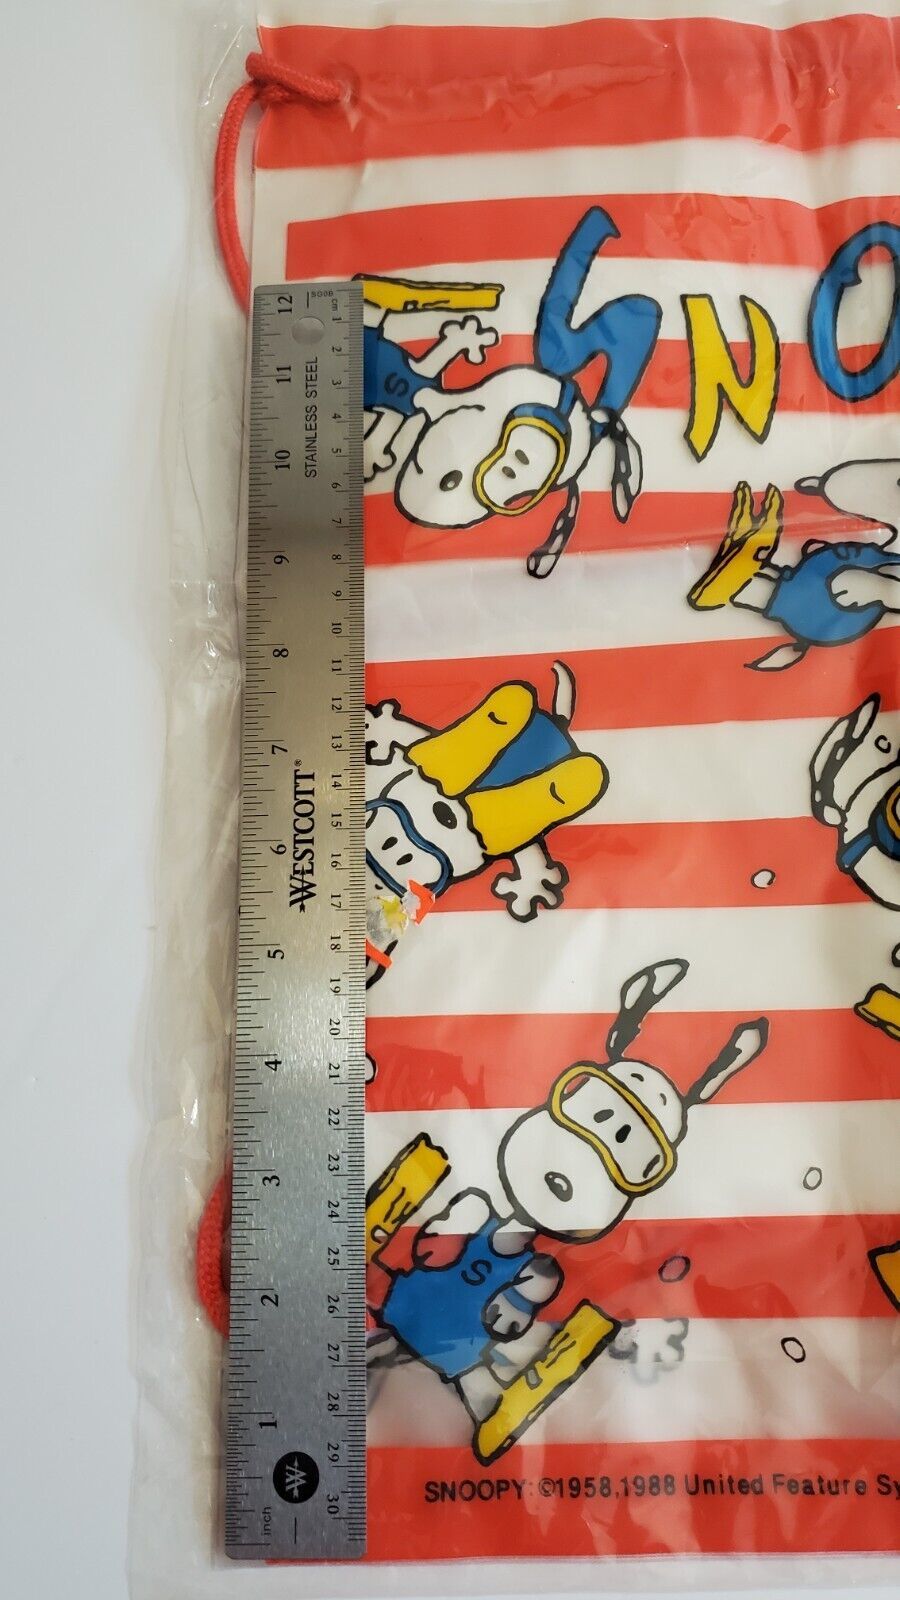 SNO
S
S
S
SNOOPY:©1958,1988 United Feature Sy
12 11 10 9 8 7 6 5 4 3 2 1
inch
STAINLESS STEEL
WESTCOTT®
W
cm 1 2 3 4 5 6 7 8 9 10 11 12 13 14 15 16 17 18 19 20 21 22 23 24 25 26 27 28 29 30